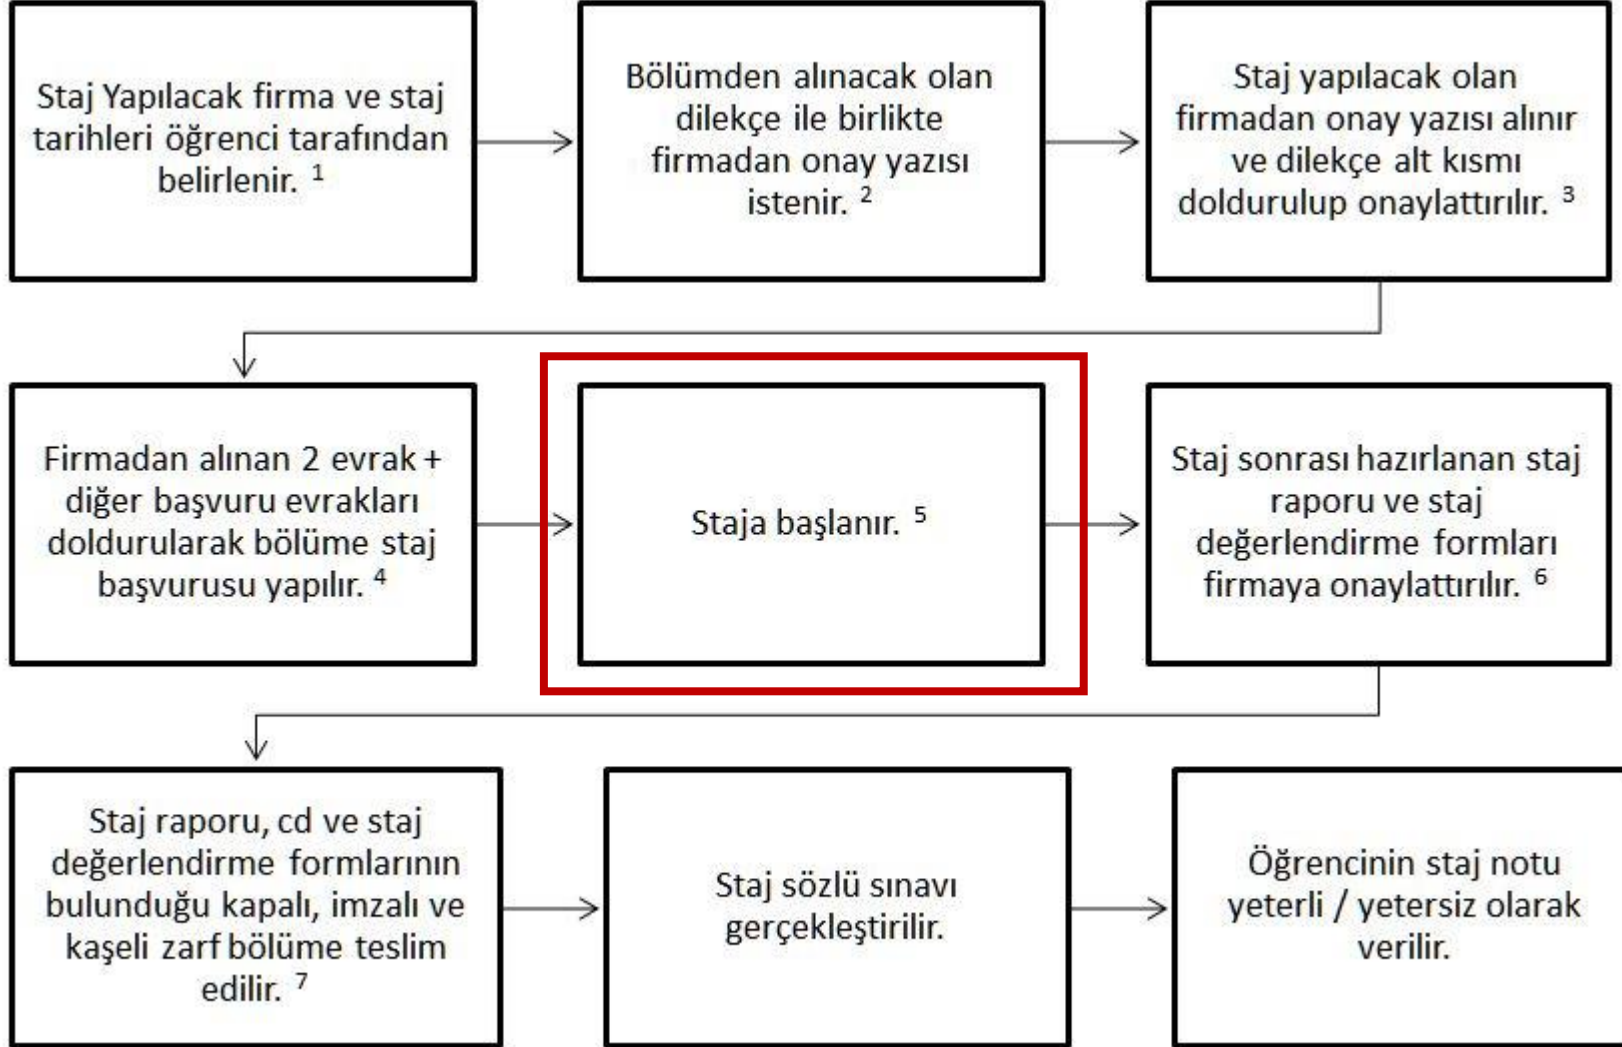 Staj Yapılacak firma ve staj
tarihleri öğrenci tarafından
belirlenir. 1
Bölümden alınacak olan
dilekçe ile birlikte
firmadan onay yazısı
istenir. 2
Staj yapılacak olan
firmadan onay yazısı alınır
ve dilekçe alt kısmı
doldurulup onaylattırılır. 3
Firmadan alınan 2 evrak +
diğer başvuru evrakları
doldurularak bölüme staj
başvurusu yapılır. 4
Staja başlanır. 5
Staj sonrası hazırlanan staj
raporu ve staj
değerlendirme formları
firmaya onaylattırılır. 6
Staj raporu, cd ve staj
değerlendirme formlarının
bulunduğu kapalı, imzalı ve
kaşeli zarf bölüme teslim
edilir. 7
Staj sözlü sınavı
gerçekleştirilir.
Öğrencinin staj notu
yeterli / yetersiz olarak
verilir.